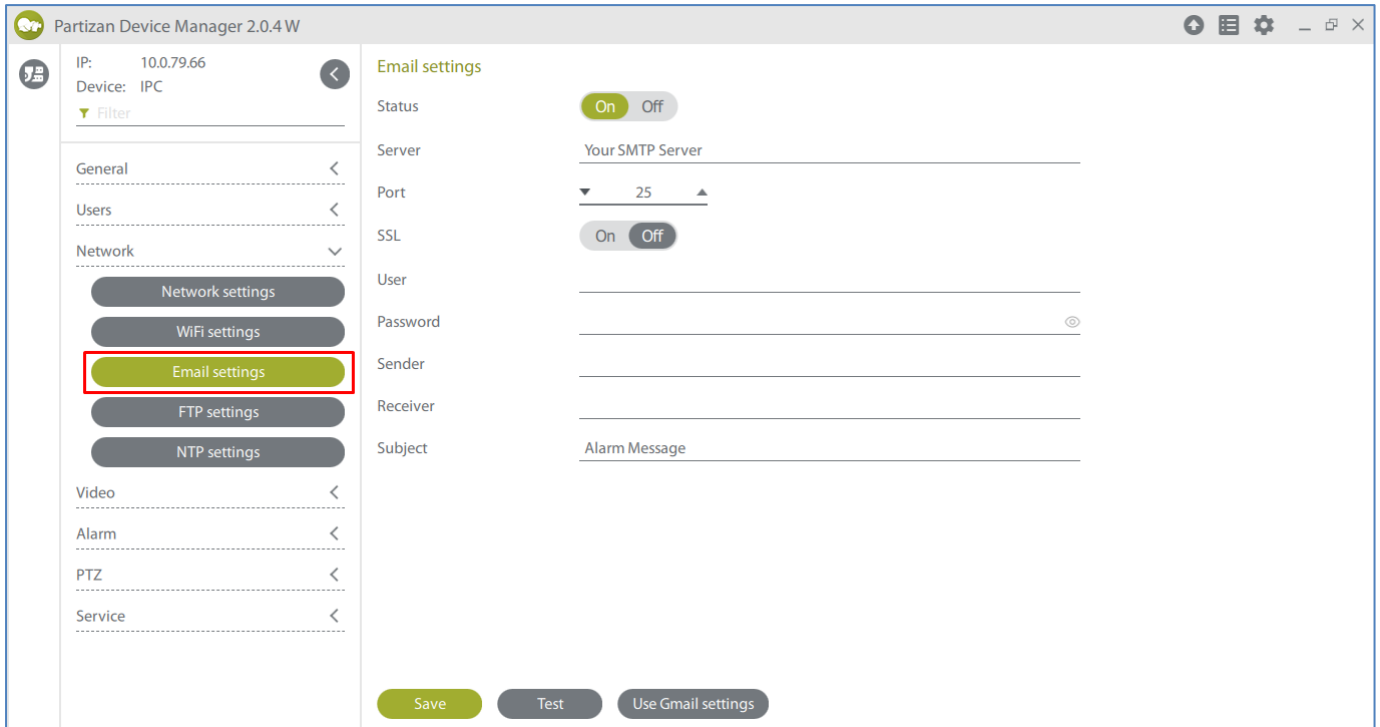 Partizan Device Manager 2.0.4 W
IP: 10.0.79.66
Device: IPC
Filter
General
Users
Network
Network settings
WiFi settings
Email settings
FTP settings
NTP settings
Video
Alarm
PTZ
Service
Email settings
Status On Off
Server Your SMTP Server
Port 25
SSL On Off
User
Password
Sender
Receiver
Subject Alarm Message
Save Test Use Gmail settings